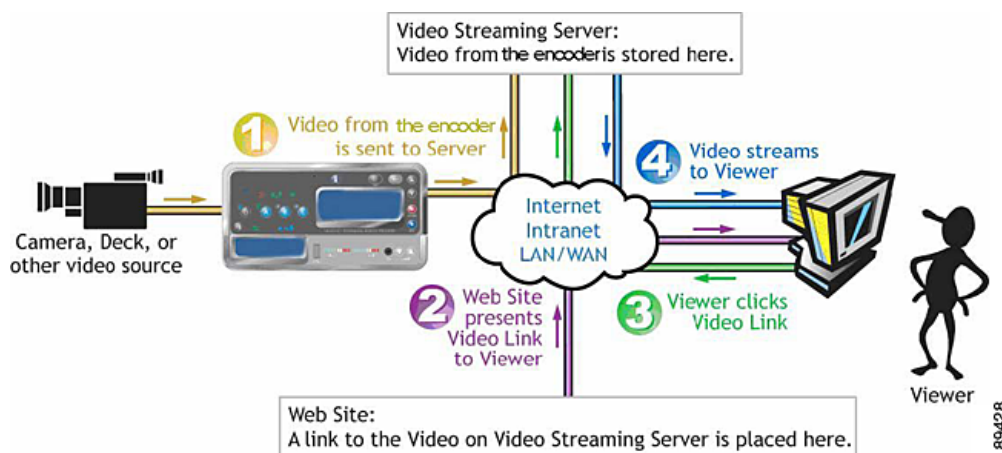 Video Streaming Server:
Video from the encoder is stored here.
1 Video from the encoder
is sent to Server
4 Video streams
to Viewer
Internet
Intranet
LAN/WAN
Camera, Deck, or
other video source
2 Web Site
presents
Video Link
to Viewer
3 Viewer clicks
Video Link
Viewer
Web Site:
A link to the Video on Video Streaming Server is placed here.
89428